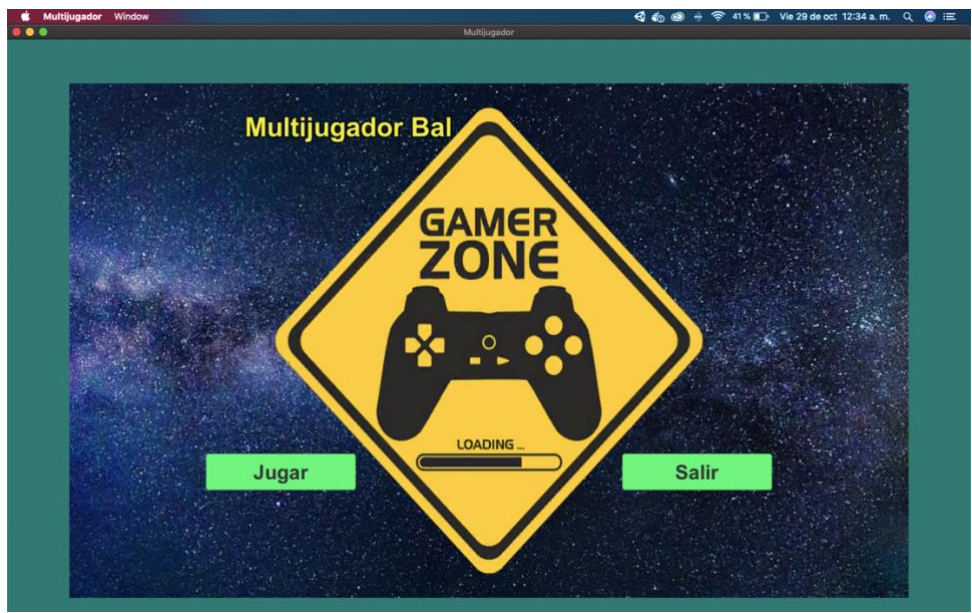 Multijugador Window 41 % Vie 29 de oct 12:34 a. m.
Multijugador
Multijugador Bal
GAMER
ZONE
LOADING ...
Jugar Salir